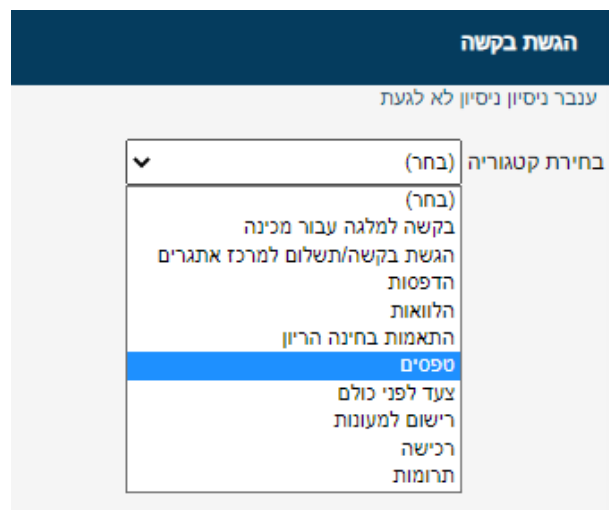 הגשת בקשה
ענבר ניסיון ניסיון לא לגעת
בחירת קטגוריה (בחר)
(בחר)
בקשה למלגה עבור מכינה
הגשת בקשה/תשלום למרכז אתגרים
הדפסות
הלוואות
התאמות בחינה הריון
טפסים
צעד לפני כולם
רישום למעונות
רכישה
תרומות